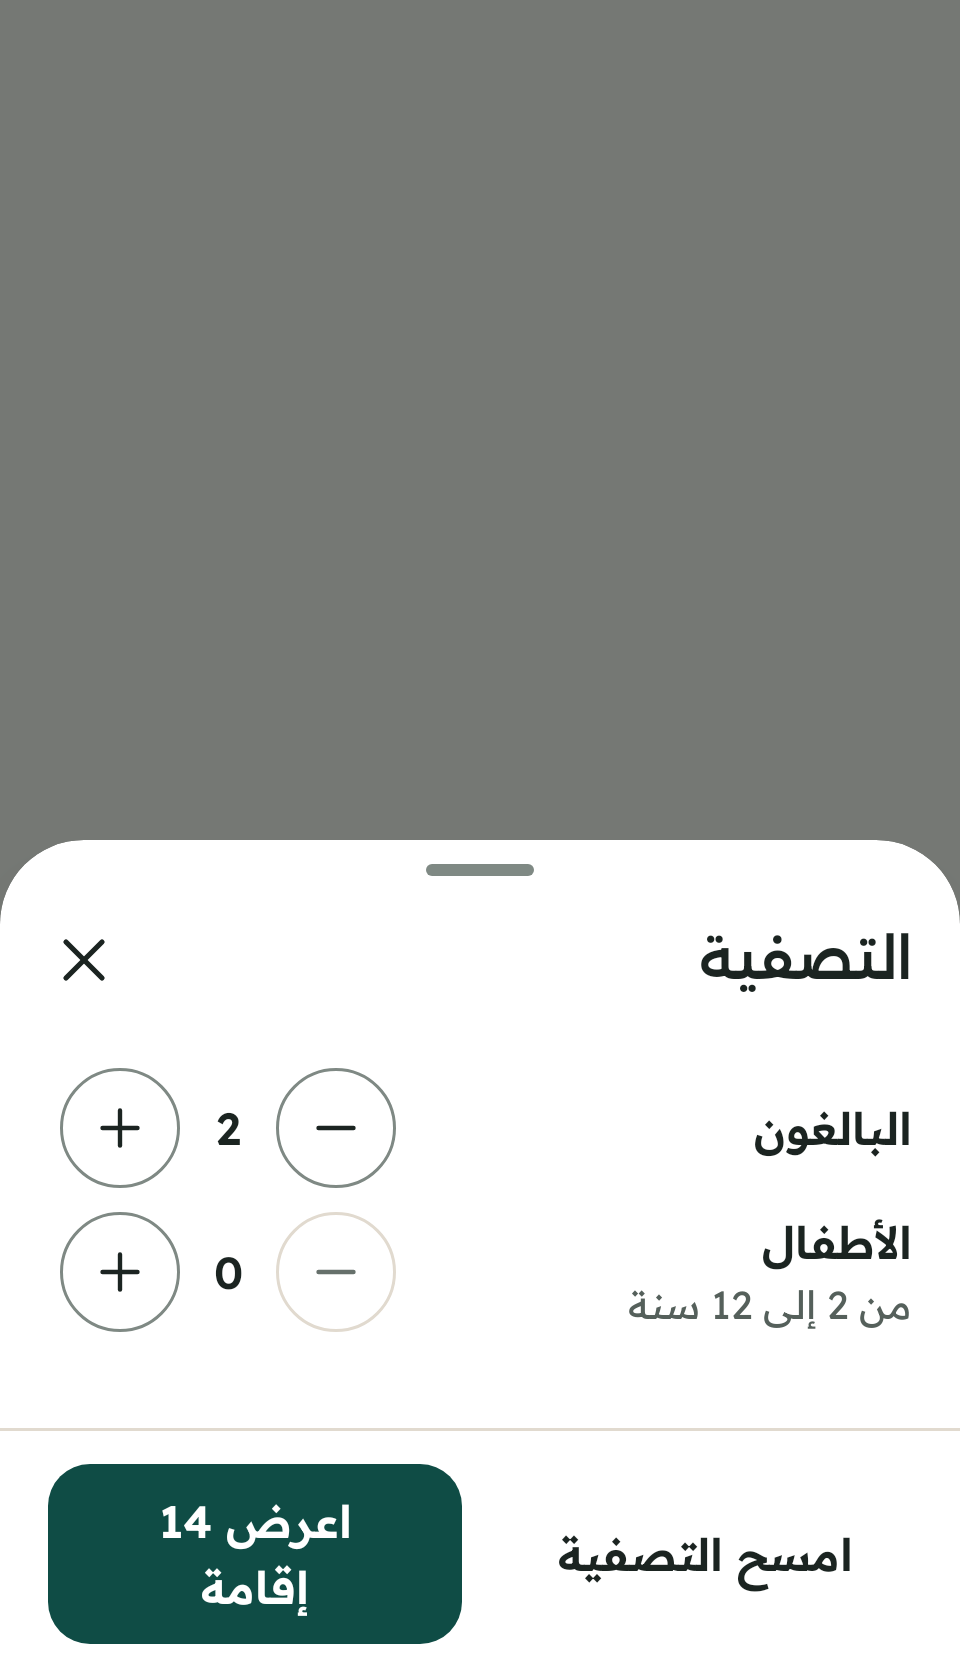 التصفية
البالغون
2
الأطفال
من 2 إلى 12 سنة
0
امسح التصفية
اعرض 14
إقامة